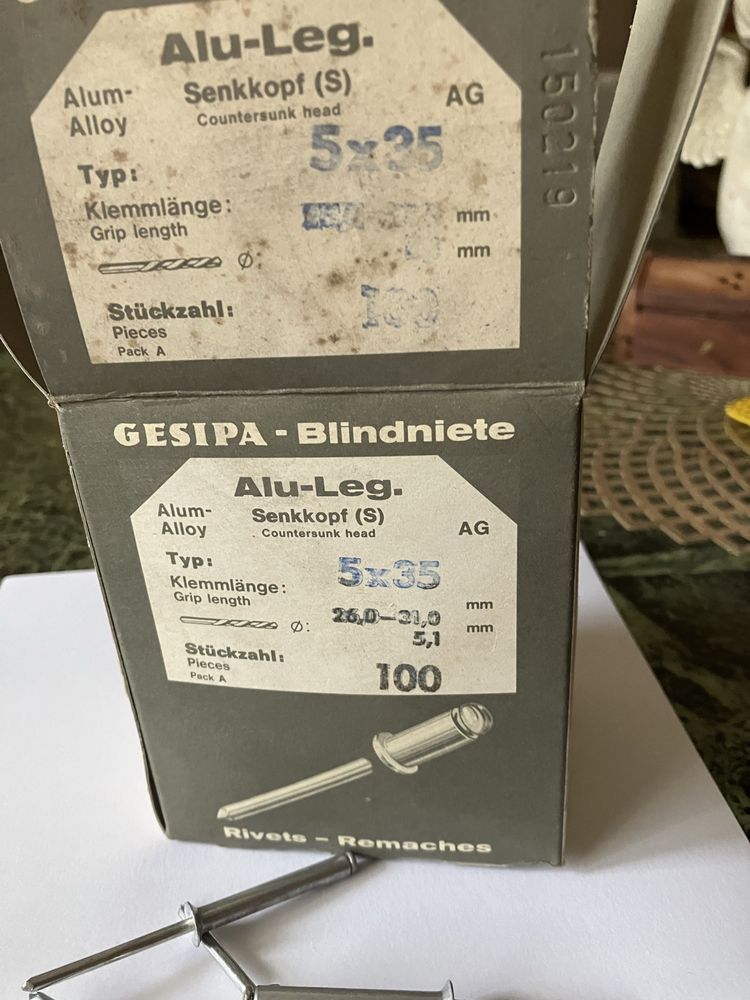 Alu-Leg.
Alum-
Alloy
Senkkopf (S)
Countersunk head
AG
150219
Typ:
5x35
Klemmlänge:
Grip length
mm
Ø:
mm
Stückzahl:
Pieces
Pack A
100
GESIPA - Blindniete
Alu-Leg.
Alum-
Alloy
Senkkopf (S)
Countersunk head
AG
Typ:
5x35
Klemmlänge:
Grip length
26,0-31,0 mm
Ø: 5,1 mm
Stückzahl:
Pieces
Pack A
100
Rivets - Remaches